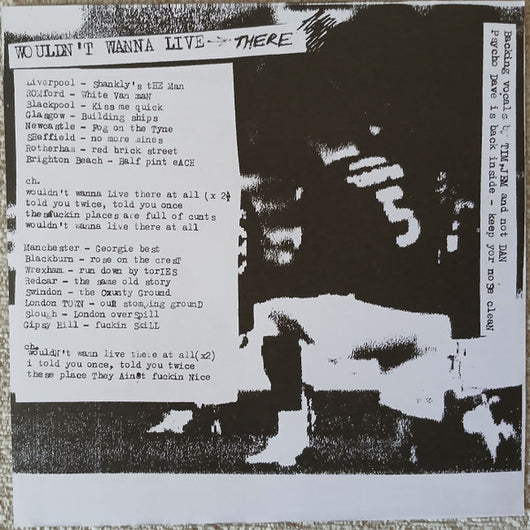 WOULDN'T WANNA LIVE → THERE
Liverpool - Shankly's tHE Man
ROMford - White Van maN
Blackpool - Kiss me quick
Glasgow - Building ships
Newcastle - Fog on the Tyne
SHeffield - no more mines
Rotherham - red brick street
Brighton Beach - Half pint eACH
ch.
wouldn't wanna Live there at all (x 2½
told you twice, told you once
the fuckin places are full of cunts
wouldn't wanna live there at all
Manchester - Georgie best
Blackburn - rose on the cresT
Wrexham - run down by torIES
Redcar - the same old story
Swindon - the County Ground
London TOWN - ouR stomping grounD
Slough - London overspill
Gipsy Hill - fuckin SkiLL
ch.
WouldN't wann live there at all(x2)
i told you once, told you twice
these place They Ain8t fuckin Nice
Backing vocals by TIM,JEM and not DAN
Psycho Dave is back inside - keep yor nose cleaN